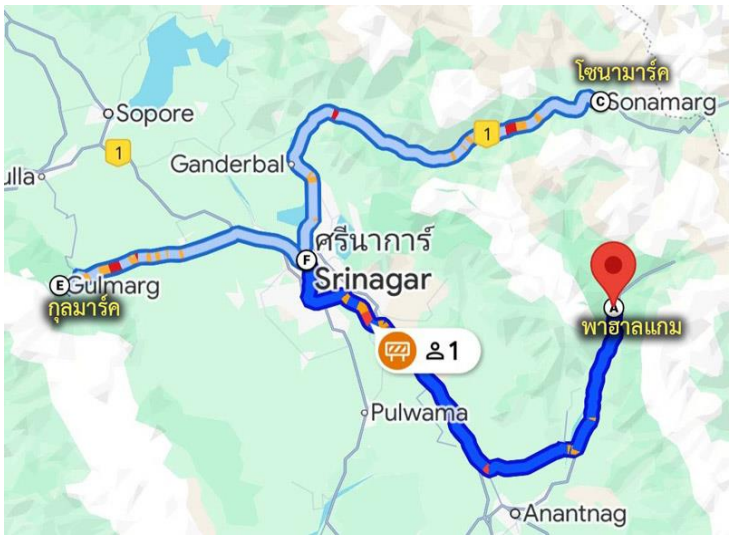 โซนามาร์ค
C Sonamarg
Sopore
1
1
Ganderbal
ulla
ศรีนาการ์
F
Srinagar
E Gulmarg
กุลมาร์ค
A
พาฮาลแกม
1
Pulwama
Anantnag